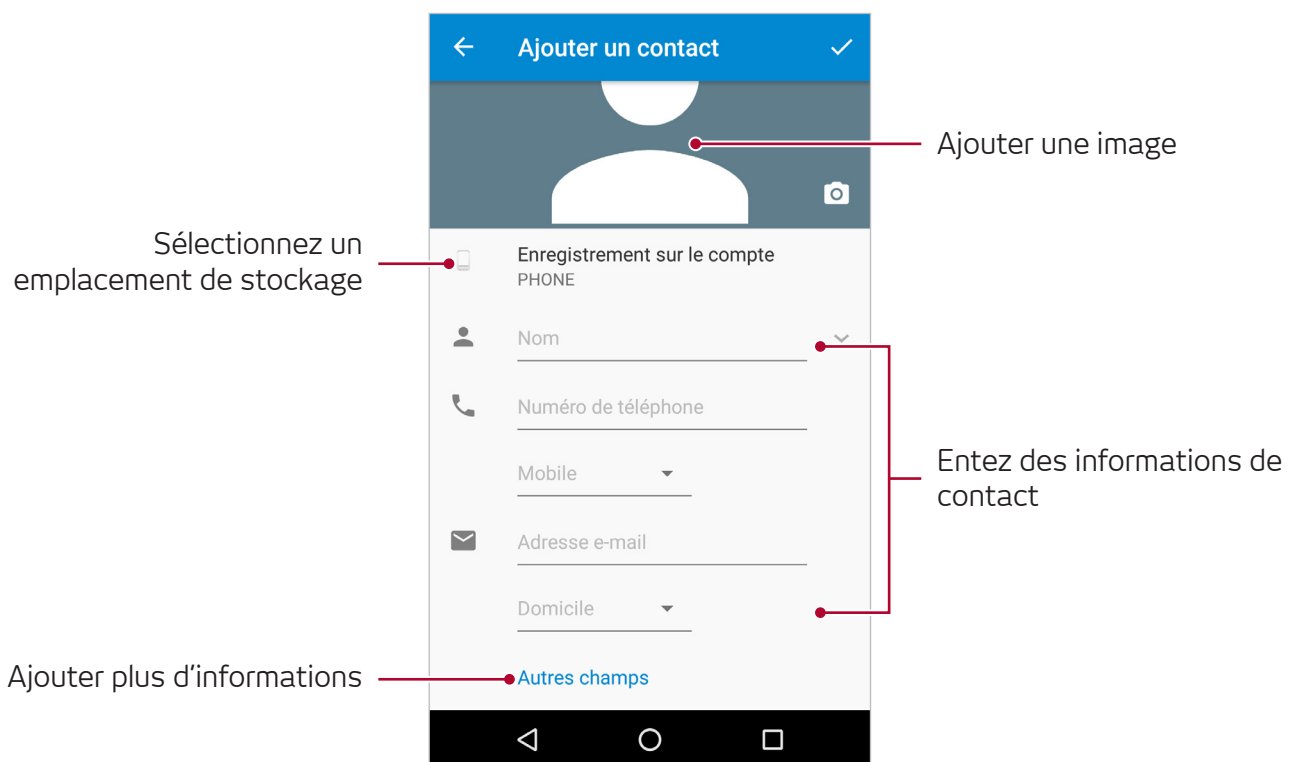 Ajouter un contact
Ajouter une image
Sélectionnez un
emplacement de stockage
Enregistrement sur le compte
PHONE
Nom
Numéro de téléphone
Mobile
Entez des informations de
contact
Adresse e-mail
Domicile
Ajouter plus d’informations
Autres champs